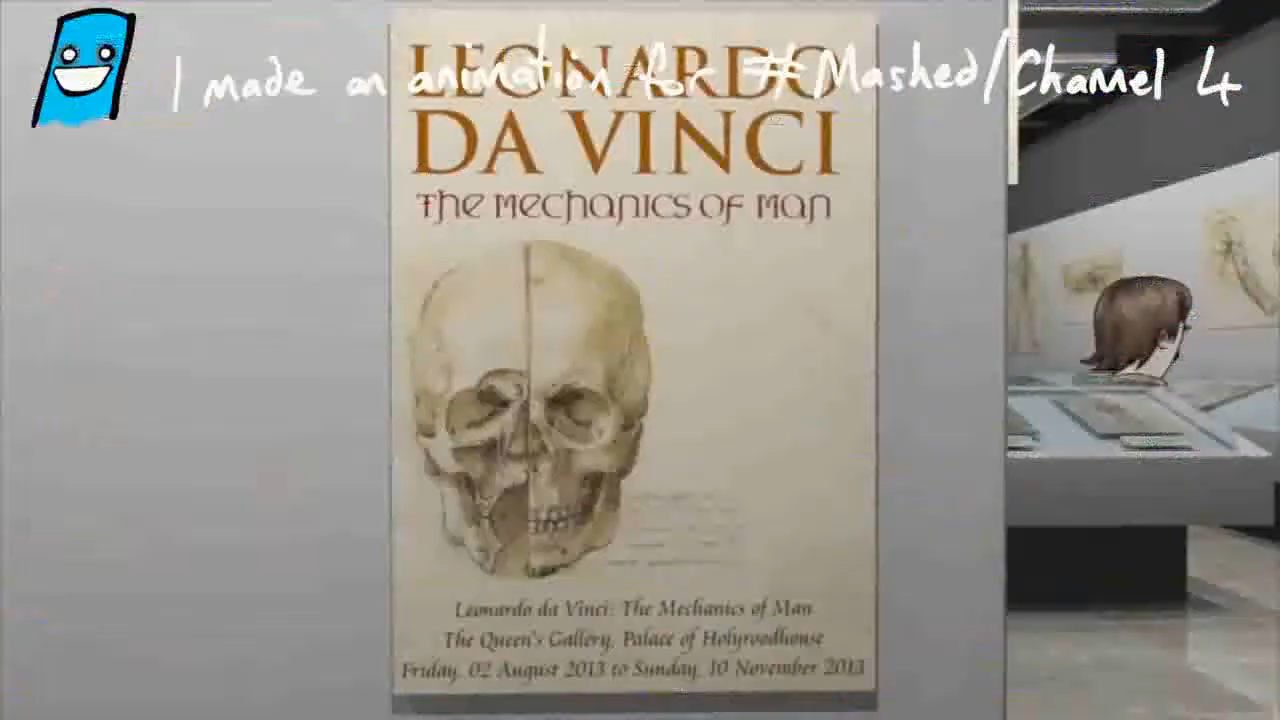 I made an animation for #Mashed/Channel 4
LEONARDO
DA VINCI
The Mechanics of Man
Leonardo da Vinci: The Mechanics of Man
The Queen's Gallery, Palace of Holyroodhouse
Friday, 02 August 2013 to Sunday, 10 November 2013